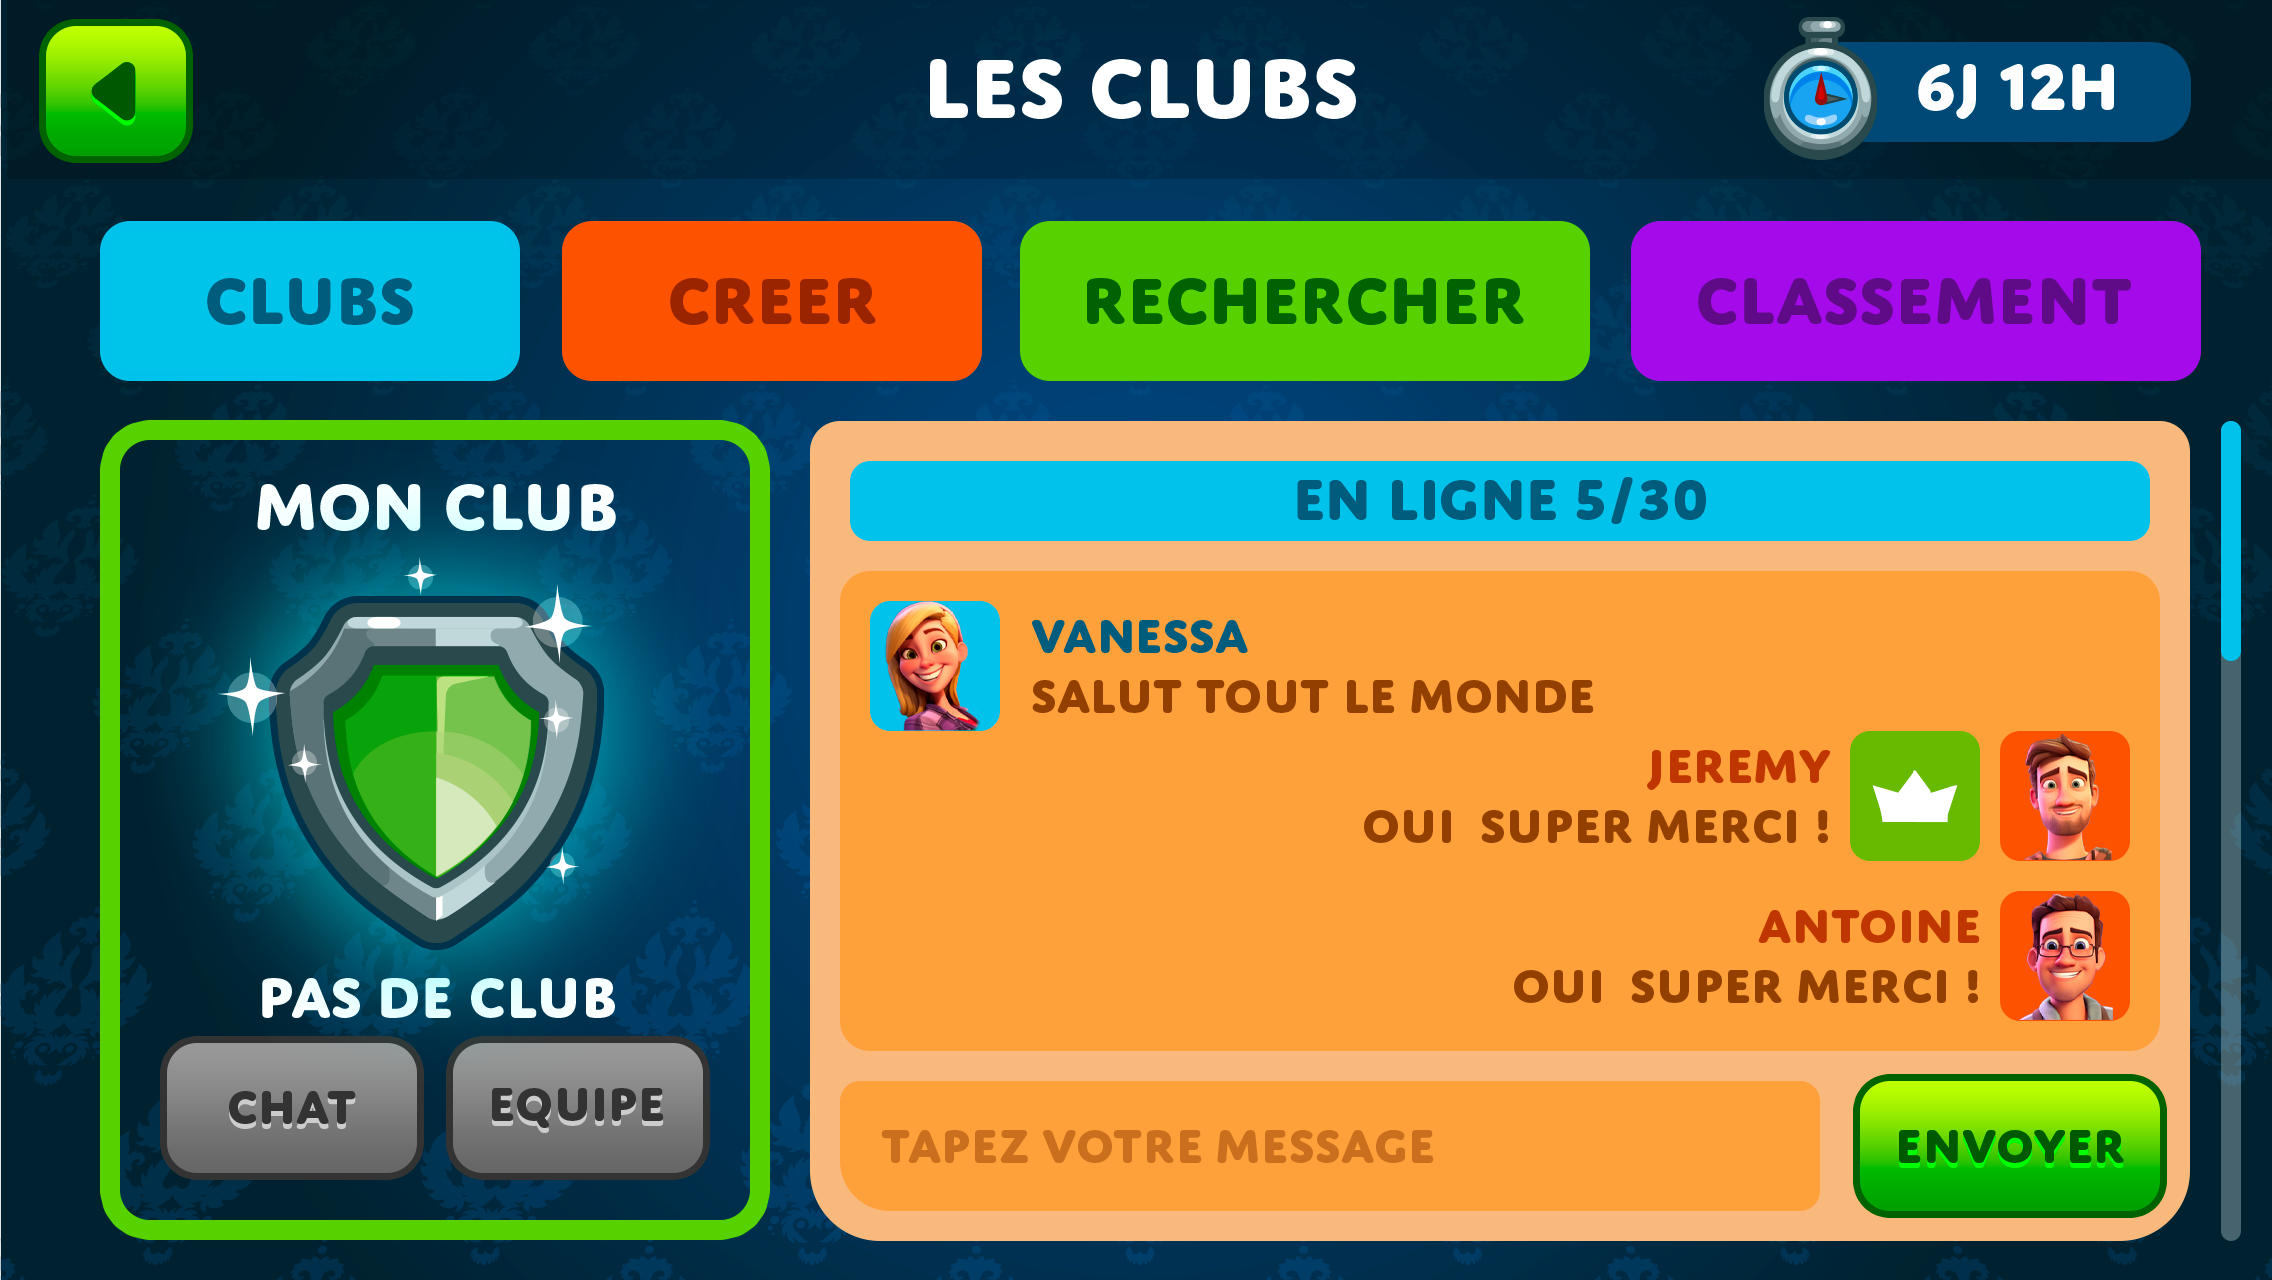 LES CLUBS
6J 12H
CLUBS
CREER
RECHERCHER
CLASSEMENT
MON CLUB
PAS DE CLUB
CHAT
EQUIPE
EN LIGNE 5/30
VANESSA
SALUT TOUT LE MONDE
JEREMY
OUI SUPER MERCI !
ANTOINE
OUI SUPER MERCI !
TAPEZ VOTRE MESSAGE
ENVOYER